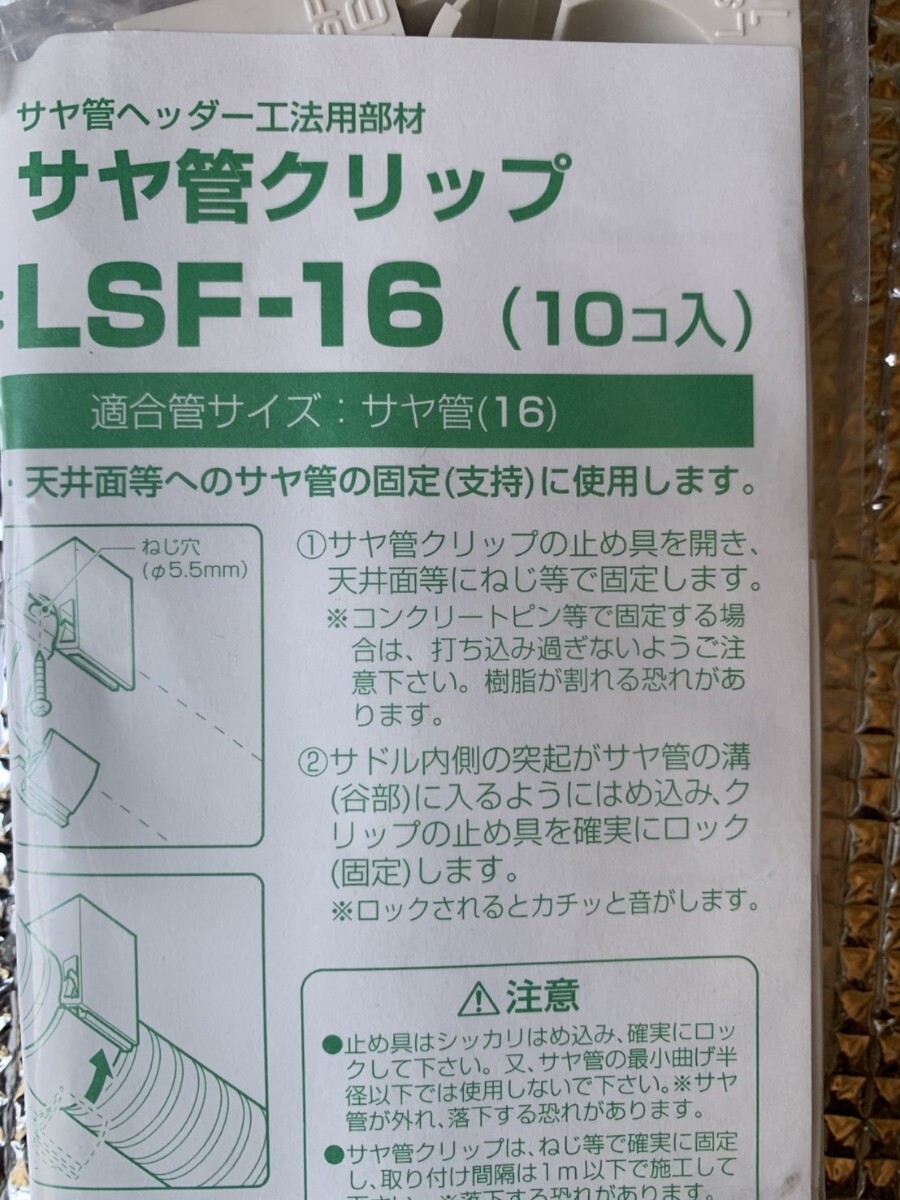 サヤ管ヘッダー工法用部材
サヤ管クリップ
LSF-16 (10コ入)
適合管サイズ：サヤ管(16)
・天井面等へのサヤ管の固定(支持)に使用します。
ねじ穴
(φ5.5mm)
①サヤ管クリップの止め具を開き、
天井面等にねじ等で固定します。
※コンクリートピン等で固定する場
合は、打ち込み過ぎないようご注
意下さい。樹脂が割れる恐れがあ
ります。
②サドル内側の突起がサヤ管の溝
(谷部)に入るようにはめ込み、ク
リップの止め具を確実にロック
(固定)します。
※ロックされるとカチッと音がします。
⚠注意
●止め具はシッカリはめ込み、確実にロッ
クして下さい。又、サヤ管の最小曲げ半
径以下では使用しないで下さい。※サヤ
管が外れ、落下する恐れがあります。
●サヤ管クリップは、ねじ等で確実に固定
し、取り付け間隔は1m以下で施工して
下さい。※落下する恐れがあります。